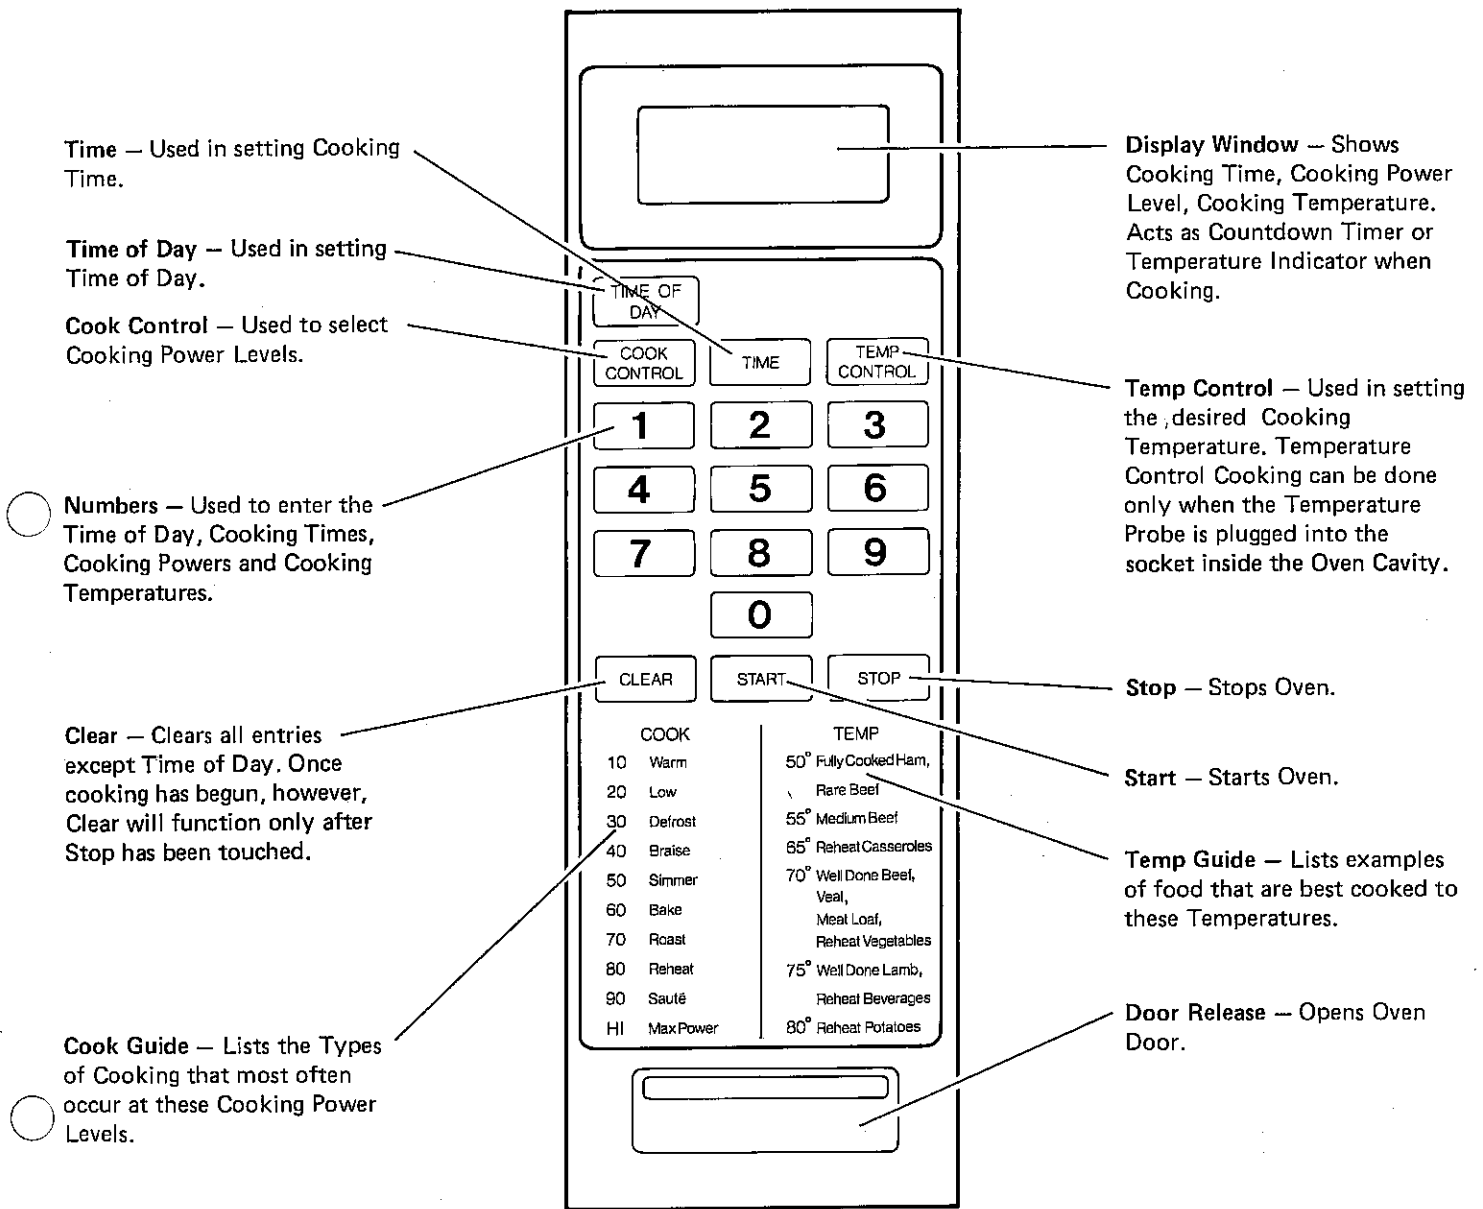 Time — Used in setting Cooking
Time.
Time of Day — Used in setting
Time of Day.
Cook Control — Used to select
Cooking Power Levels.
Numbers — Used to enter the
Time of Day, Cooking Times,
Cooking Powers and Cooking
Temperatures.
Clear — Clears all entries
except Time of Day. Once
cooking has begun, however,
Clear will function only after
Stop has been touched.
Cook Guide — Lists the Types
of Cooking that most often
occur at these Cooking Power
Levels.
TIME OF
DAY
COOK
CONTROL
TIME
TEMP
CONTROL
1 2 3
4 5 6
7 8 9
0
CLEAR START STOP
COOK
10 Warm
20 Low
30 Defrost
40 Braise
50 Simmer
60 Bake
70 Roast
80 Reheat
90 Sauté
HI Max Power
TEMP
50° Fully Cooked Ham,
Rare Beef
55° Medium Beef
65° Reheat Casseroles
70° Well Done Beef,
Veal,
Meat Loaf,
Reheat Vegetables
75° Well Done Lamb,
Reheat Beverages
80° Reheat Potatoes
Display Window — Shows
Cooking Time, Cooking Power
Level, Cooking Temperature.
Acts as Countdown Timer or
Temperature Indicator when
Cooking.
Temp Control — Used in setting
the desired Cooking
Temperature. Temperature
Control Cooking can be done
only when the Temperature
Probe is plugged into the
socket inside the Oven Cavity.
Stop — Stops Oven.
Start — Starts Oven.
Temp Guide — Lists examples
of food that are best cooked to
these Temperatures.
Door Release — Opens Oven
Door.